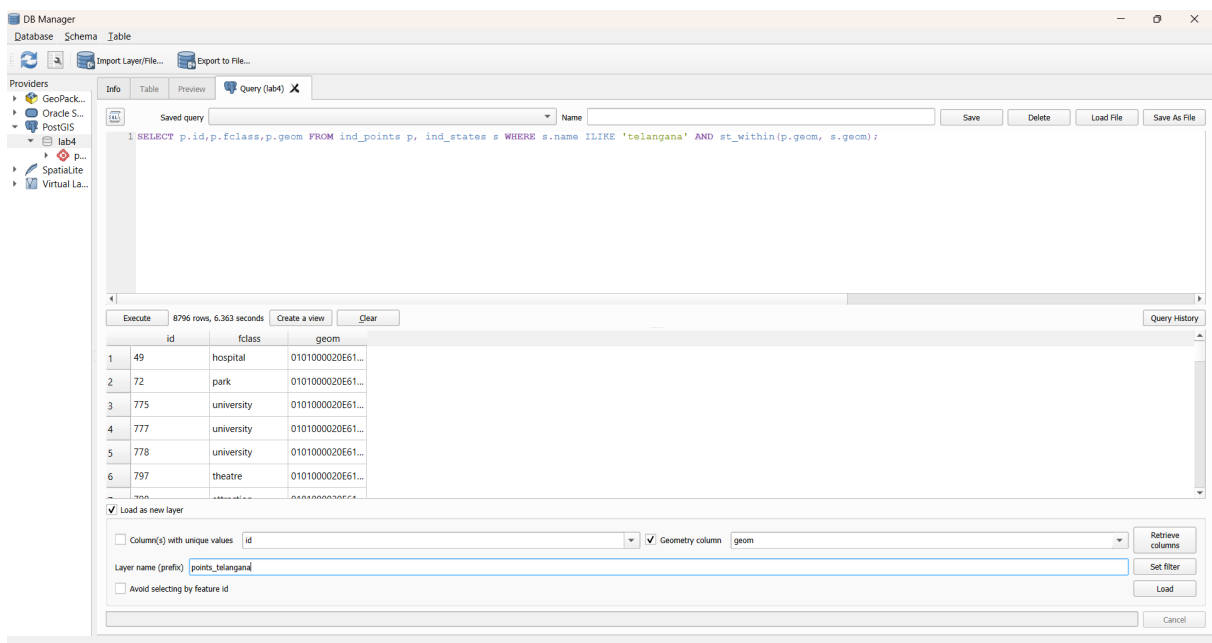 DB Manager
Database Schema Table
Import Layer/File... Export to File...
Providers
GeoPack...
Oracle S...
PostGIS
lab4
p...
SpatiaLite
Virtual La...
Info Table Preview Query (lab4)
Saved query Name Save Delete Load File Save As File
1 SELECT p.id,p.fclass,p.geom FROM ind_points p, ind_states s WHERE s.name ILIKE 'telangana' AND st_within(p.geom, s.geom);
Execute 8796 rows, 6.363 seconds Create a view Clear Query History
id fclass geom
1 49 hospital 0101000020E61...
2 72 park 0101000020E61...
3 775 university 0101000020E61...
4 777 university 0101000020E61...
5 778 university 0101000020E61...
6 797 theatre 0101000020E61...
Load as new layer
Column(s) with unique values id Geometry column geom Retrieve columns
Layer name (prefix) points_telangana Set filter
Avoid selecting by feature id Load
Cancel